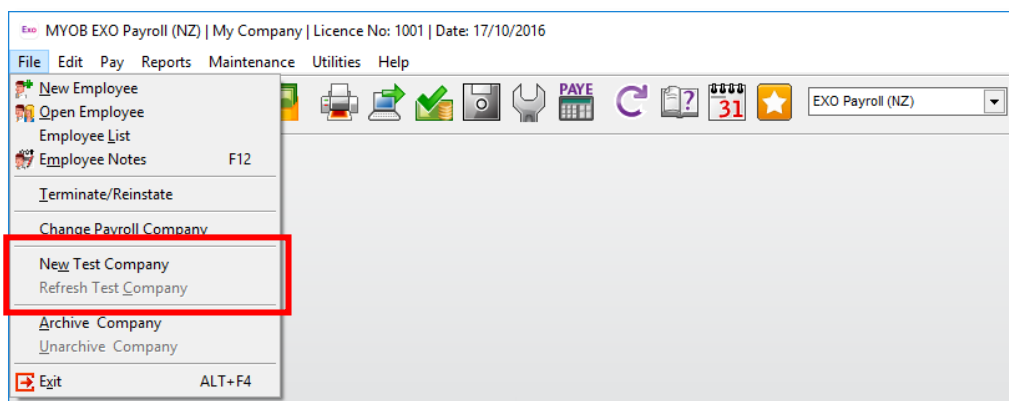 Exo MYOB EXO Payroll (NZ) | My Company | Licence No: 1001 | Date: 17/10/2016
File Edit Pay Reports Maintenance Utilities Help
New Employee
Open Employee
Employee List
Employee Notes F12
Terminate/Reinstate
Change Payroll Company
New Test Company
Refresh Test Company
Archive Company
Unarchive Company
Exit ALT+F4
PAYE
?
31
EXO Payroll (NZ)